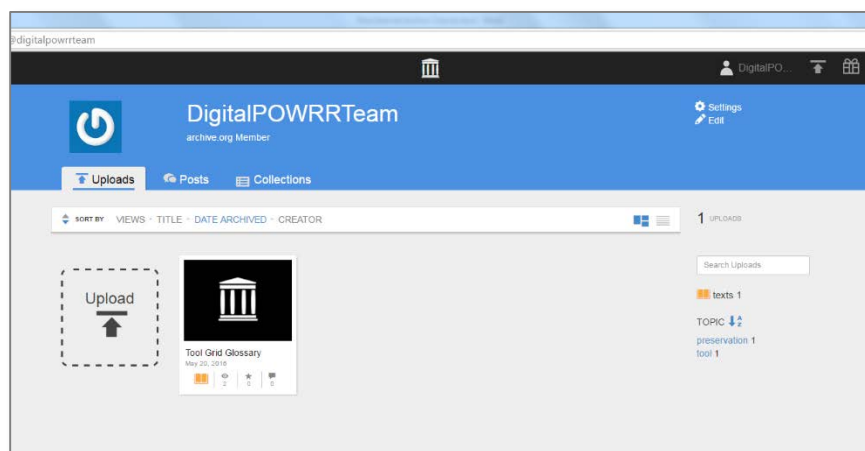 @digitalpowrrteam
DigitalPO...
DigitalPOWRRTeam
archive.org Member
Settings
Edit
Uploads
Posts
Collections
SORT BY VIEWS · TITLE · DATE ARCHIVED · CREATOR
1 UPLOADS
Search Uploads
texts 1
TOPIC
preservation 1
tool 1
Upload
Tool Grid Glossary
May 20, 2016
2 0 0